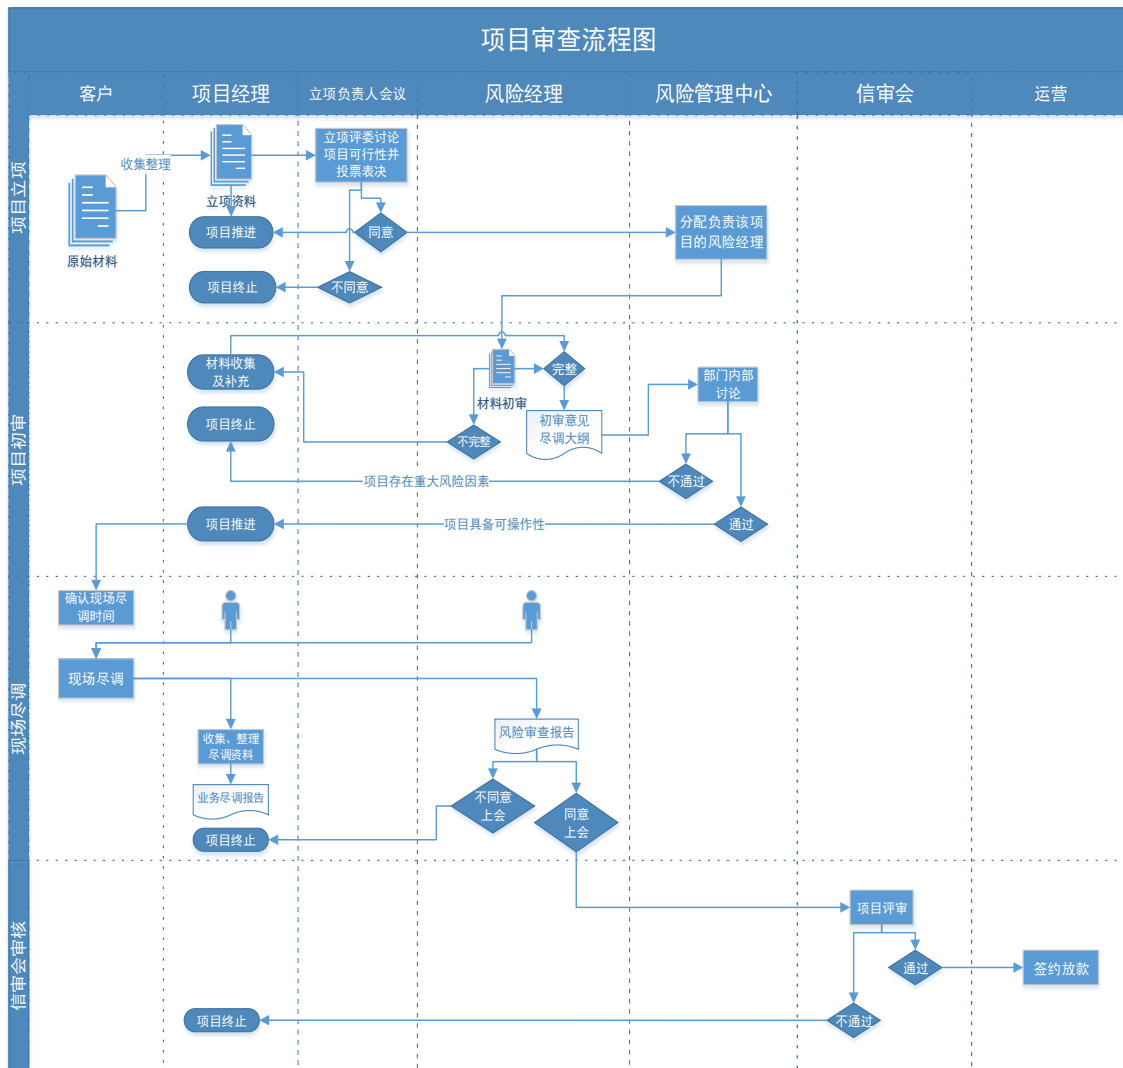 项目审查流程图
客户
项目经理
立项负责人会议
风险经理
风险管理中心
信审会
运营
项目立项
收集整理
原始材料
立项资料
立项评委讨论
项目可行性并
投票表决
项目推进
同意
分配负责该项
目的风险经理
项目终止
不同意
项目初审
材料收集
及补充
材料初审
完整
部门内部
讨论
项目终止
不完整
初审意见
尽调大纲
项目存在重大风险因素
不通过
项目推进
项目具备可操作性
通过
现场尽调
确认现场尽
调时间
现场尽调
收集、整理
尽调资料
风险审查报告
业务尽调报告
不同意
上会
同意
上会
项目终止
信审会审核
项目评审
通过
签约放款
项目终止
不通过